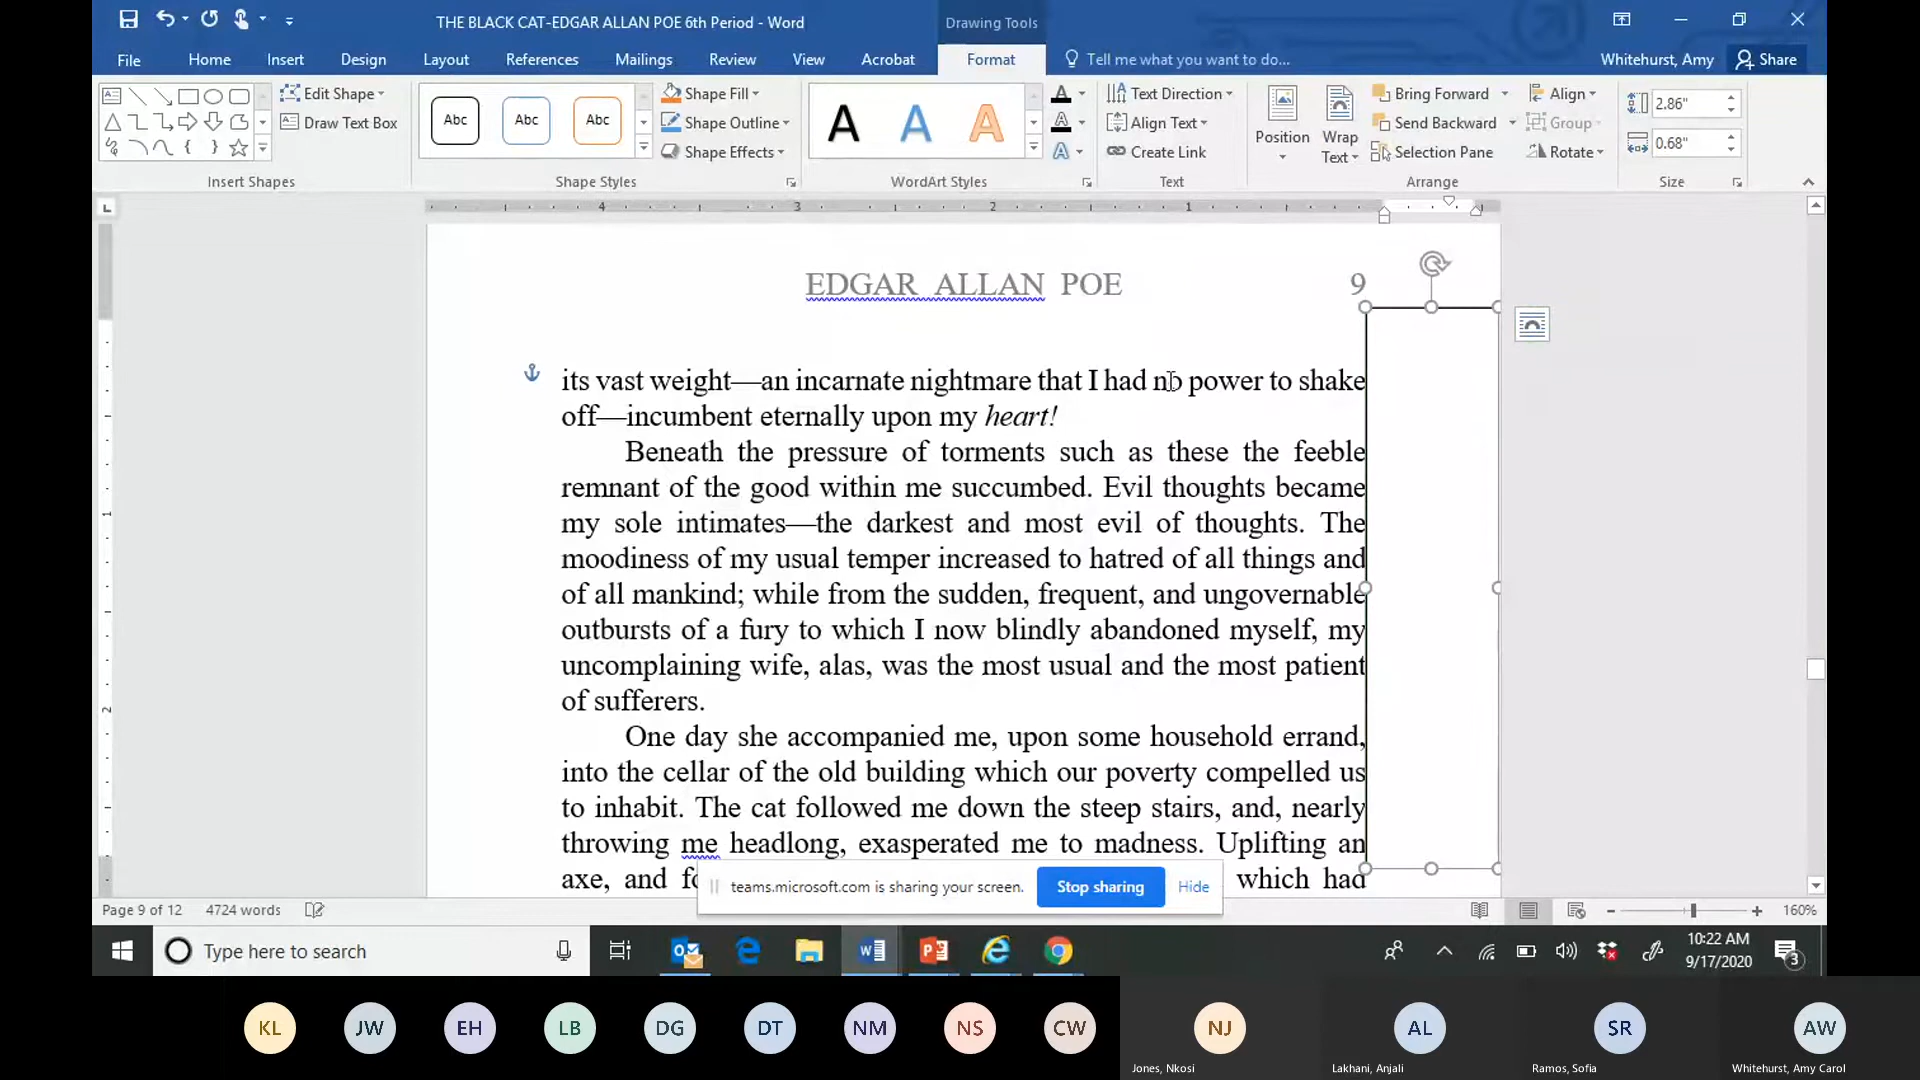 THE BLACK CAT-EDGAR ALLAN POE 6th Period - Word
Drawing Tools
File Home Insert Design Layout References Mailings Review View Acrobat Format Tell me what you want to do... Whitehurst, Amy Share
Edit Shape
Draw Text Box
Insert Shapes
Abc Abc Abc
Shape Fill
Shape Outline
Shape Effects
Shape Styles
A A A
WordArt Styles
Text Direction
Align Text
Create Link
Text
Position
Wrap Text
Bring Forward
Send Backward
Selection Pane
Align
Group
Rotate
Arrange
2.86"
0.68"
Size
4 3 2 1
EDGAR ALLAN POE 9
its vast weight—an incarnate nightmare that I had no power to shake
off—incumbent eternally upon my heart!
Beneath the pressure of torments such as these the feeble
remnant of the good within me succumbed. Evil thoughts became
my sole intimates—the darkest and most evil of thoughts. The
moodiness of my usual temper increased to hatred of all things and
of all mankind; while from the sudden, frequent, and ungovernable
outbursts of a fury to which I now blindly abandoned myself, my
uncomplaining wife, alas, was the most usual and the most patient
of sufferers.
One day she accompanied me, upon some household errand,
into the cellar of the old building which our poverty compelled us
to inhabit. The cat followed me down the steep stairs, and, nearly
throwing me headlong, exasperated me to madness. Uplifting an
axe, and fo which had
1
2
teams.microsoft.com is sharing your screen. Stop sharing Hide
Page 9 of 12 4724 words 160%
Type here to search
10:22 AM
9/17/2020
3
KL JW EH LB DG DT NM NS CW NJ AL SR AW
Jones, Nkosi Lakhani, Anjali Ramos, Sofia Whitehurst, Amy Carol